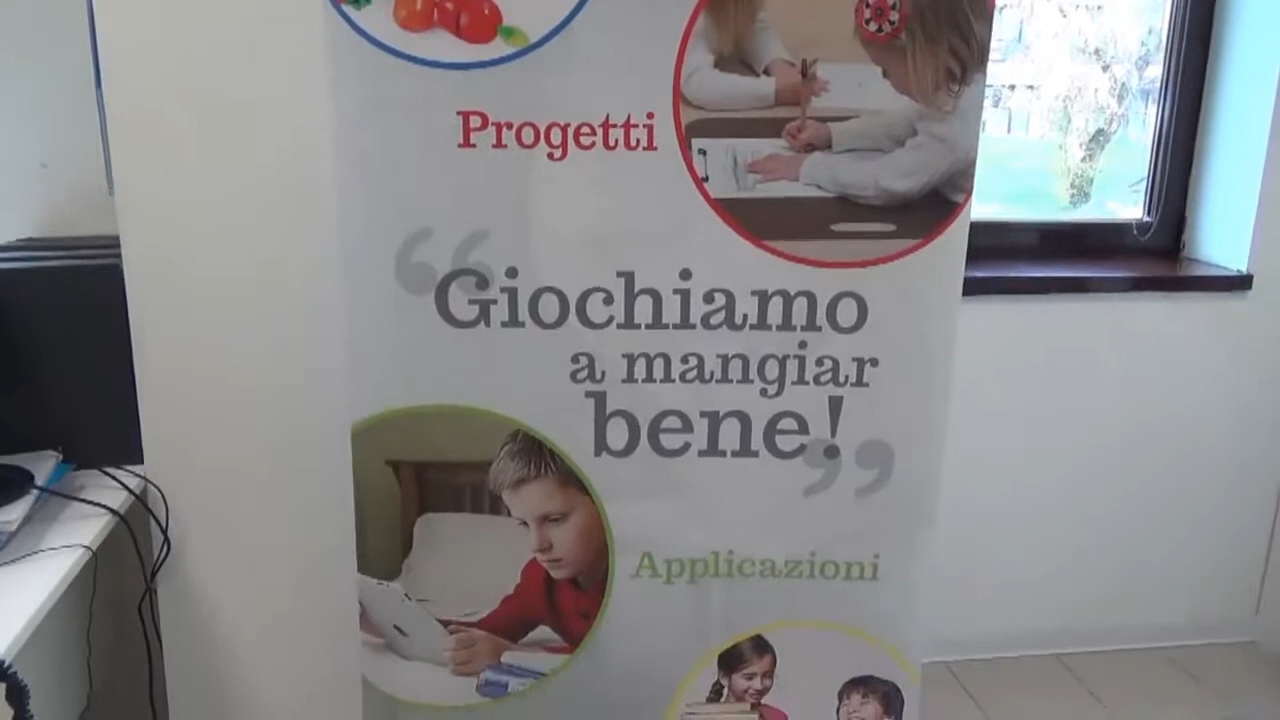 Progetti
“Giochiamo
a mangiar
bene!”
Applicazioni